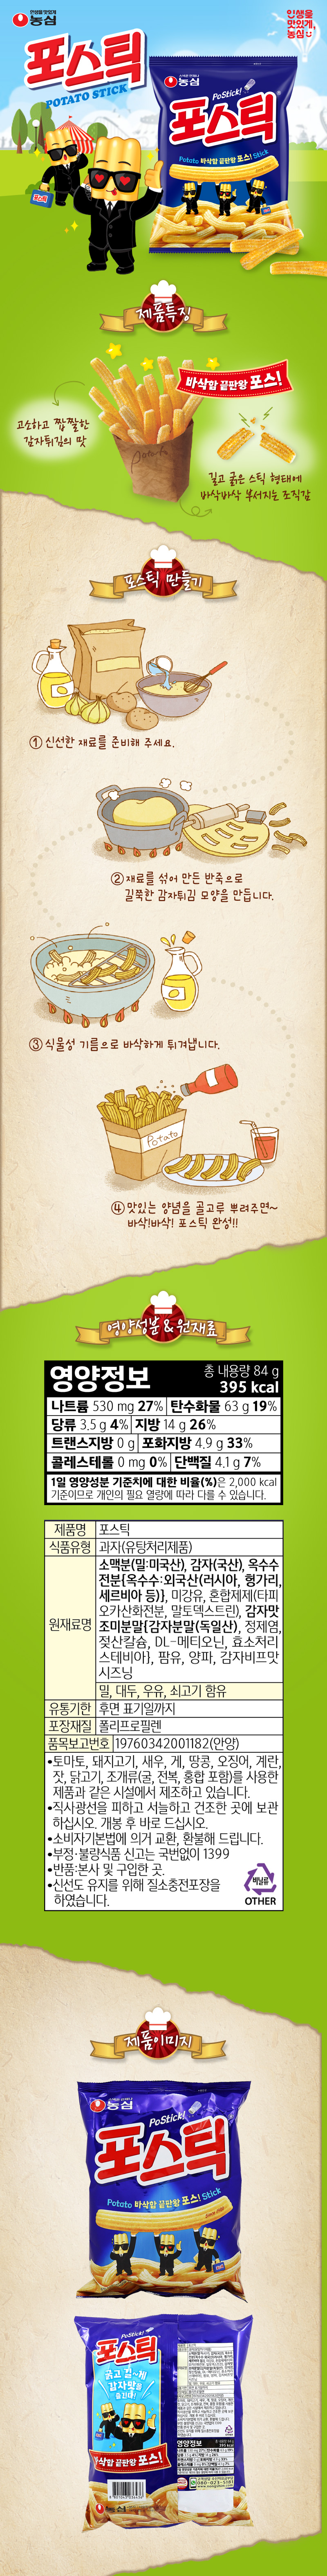 인생을 맛있게
농심
인생을
맛있게,
농심
포스틱
POTATO STICK
농심
PoStick!
포스틱
Potato 바삭함 끝판왕 포스! Stick
제품특징
바삭함 끝판왕 포스!
고소하고 짭짤한
감자튀김의 맛
길고 굵은 스틱 형태에
바삭바삭 부서지는 조직감
포스틱 만들기
① 신선한 재료를 준비해 주세요.
② 재료를 섞어 만든 반죽으로
길쭉한 감자튀김 모양을 만듭니다.
③ 식물성 기름으로 바삭하게 튀겨냅니다.
Potato
④ 맛있는 양념을 골고루 뿌려주면~
바삭!바삭! 포스틱 완성!!
영양성분&원재료
영양정보
총 내용량 84 g
395 kcal
나트륨 530 mg 27% 탄수화물 63 g 19%
당류 3.5 g 4% 지방 14 g 26%
트랜스지방 0 g 포화지방 4.9 g 33%
콜레스테롤 0 mg 0% 단백질 4.1 g 7%
1일 영양성분 기준치에 대한 비율(%)은 2,000 kcal
기준이므로 개인의 필요 열량에 따라 다를 수 있습니다.
제품명 포스틱
식품유형 과자(유탕처리제품)
원재료명
소맥분(밀:미국산), 감자(국산), 옥수수
전분{옥수수:외국산(러시아, 헝가리,
세르비아 등)}, 미강유, 혼합제제(타피
오카산화전분, 말토덱스트린), 감자맛
조미분말{감자분말(독일산), 정제염,
젖산칼슘, DL-메티오닌, 효소처리
스테비아}, 팜유, 양파, 감자비프맛
시즈닝
밀, 대두, 우유, 쇠고기 함유
유통기한 후면 표기일까지
포장재질 폴리프로필렌
품목보고번호 19760342001182(안양)
•토마토, 돼지고기, 새우, 게, 땅콩, 오징어, 계란,
잣, 닭고기, 조개류(굴, 전복, 홍합 포함)를 사용한
제품과 같은 시설에서 제조하고 있습니다.
•직사광선을 피하고 서늘하고 건조한 곳에 보관
하십시오. 개봉 후 바로 드십시오.
•소비자기본법에 의거 교환, 환불해 드립니다.
•부정·불량식품 신고는 국번없이 1399
•반품:본사 및 구입한 곳.
•신선도 유지를 위해 질소충전포장을
하였습니다.
비닐류
OTHER
제품이미지
농심
PoStick!
포스틱
Potato 바삭함 끝판왕 포스! Stick
PoStick!
포스틱
굵고 길~게
감자맛을
즐긴다!
바삭함 끝판왕 포스!
영양정보
농심